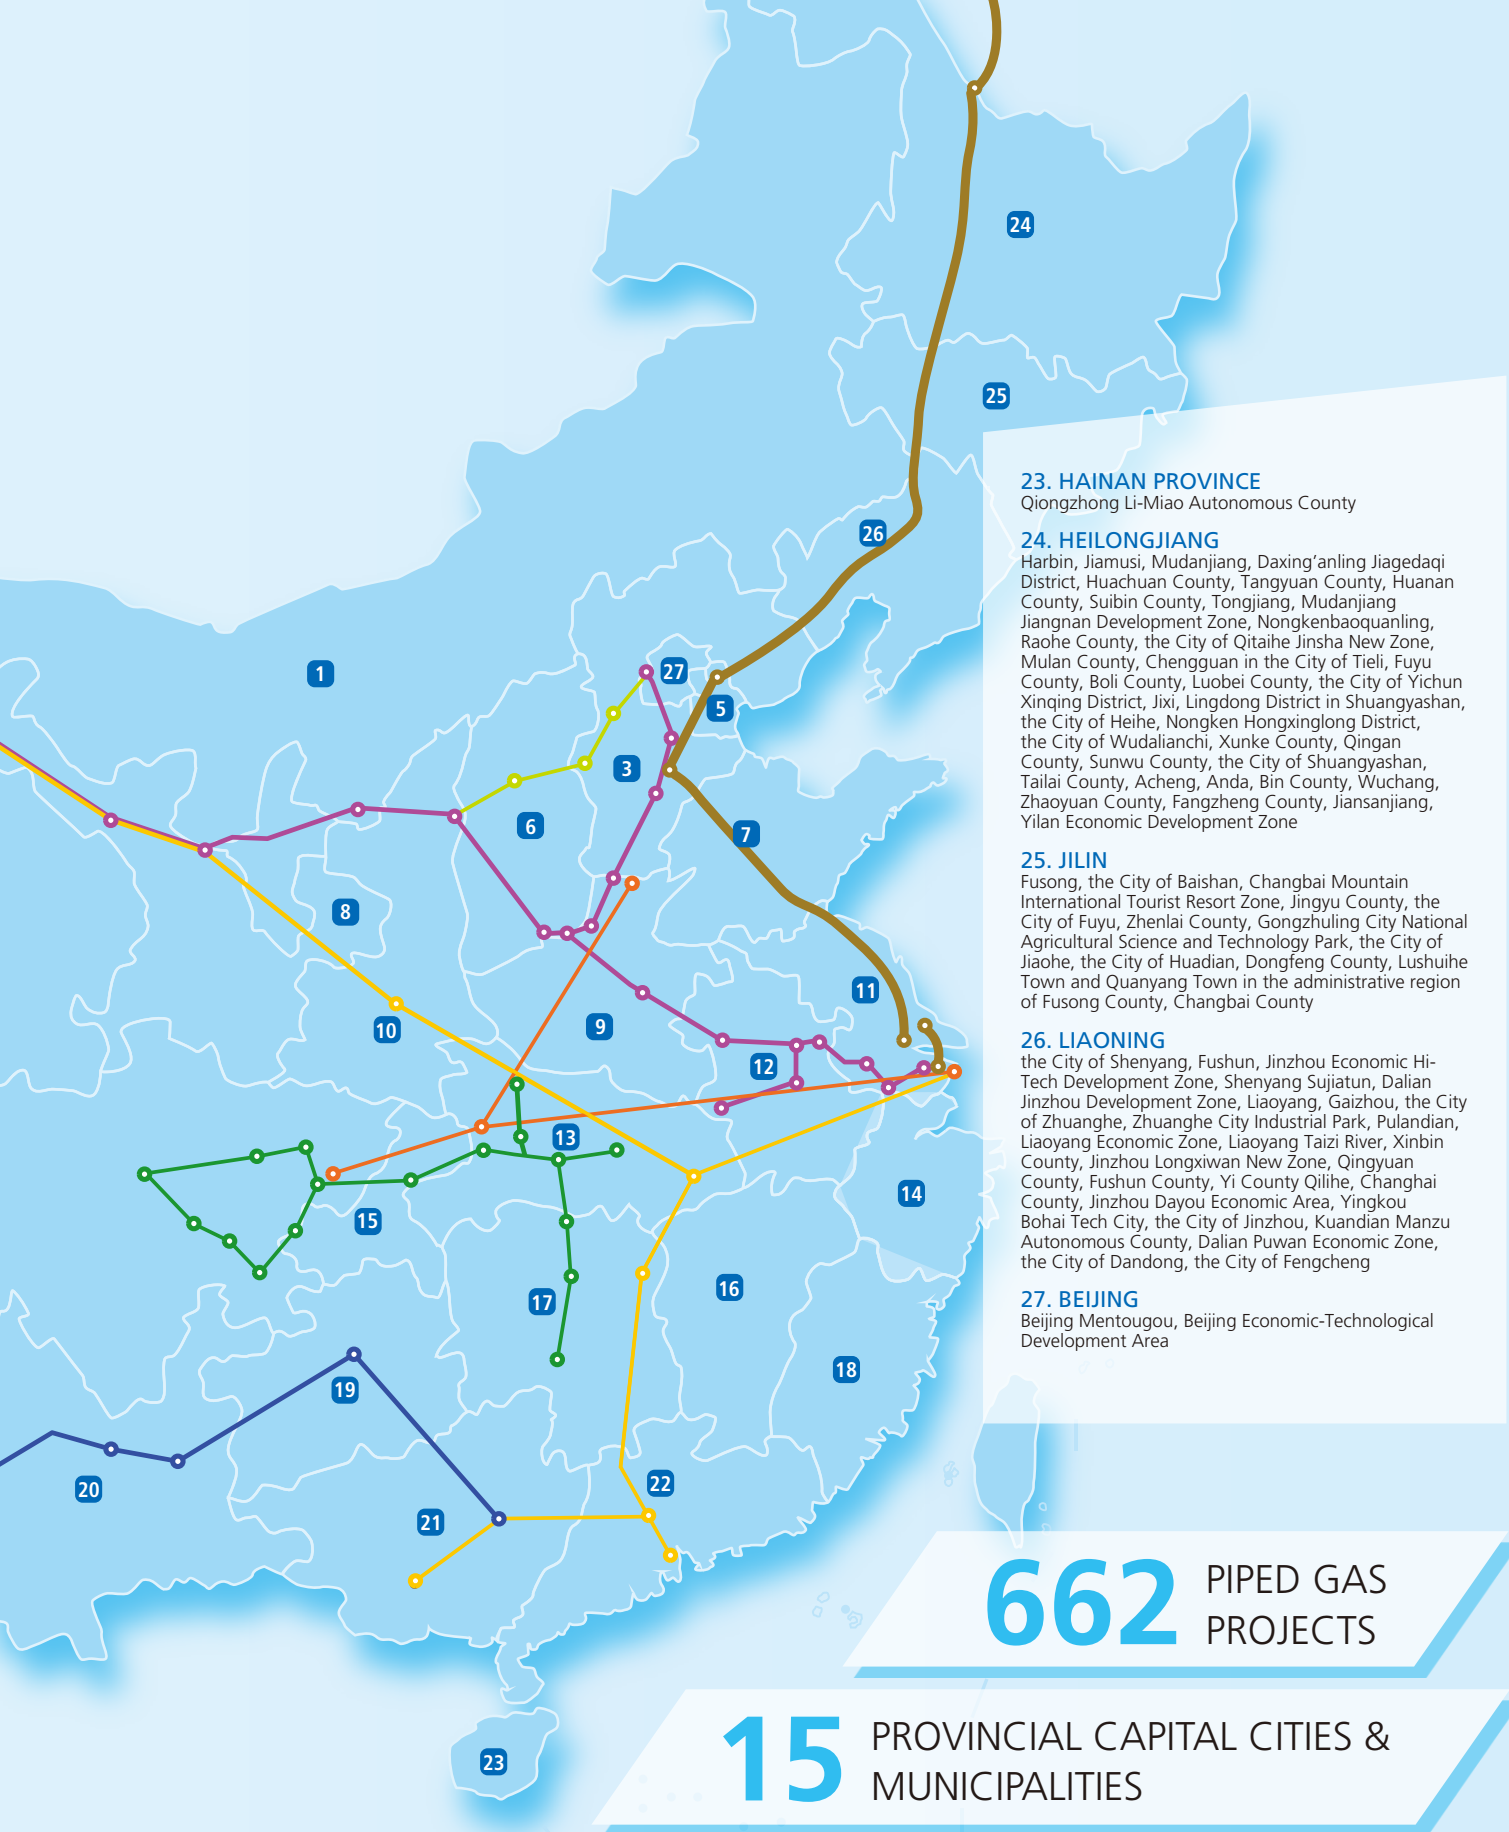 24
25
26
1
27
5
3
6
7
8
11
10
9
12
13
14
15
16
17
18
19
20
22
21
23
23. HAINAN PROVINCE
Qiongzhong Li-Miao Autonomous County
24. HEILONGJIANG
Harbin, Jiamusi, Mudanjiang, Daxing’anling Jiagedaqi
District, Huachuan County, Tangyuan County, Huanan
County, Suibin County, Tongjiang, Mudanjiang
Jiangnan Development Zone, Nongkenbaoquanling,
Raohe County, the City of Qitaihe Jinsha New Zone,
Mulan County, Chengguan in the City of Tieli, Fuyu
County, Boli County, Luobei County, the City of Yichun
Xinqing District, Jixi, Lingdong District in Shuangyashan,
the City of Heihe, Nongken Hongxinglong District,
the City of Wudalianchi, Xunke County, Qingan
County, Sunwu County, the City of Shuangyashan,
Tailai County, Acheng, Anda, Bin County, Wuchang,
Zhaoyuan County, Fangzheng County, Jiansanjiang,
Yilan Economic Development Zone
25. JILIN
Fusong, the City of Baishan, Changbai Mountain
International Tourist Resort Zone, Jingyu County, the
City of Fuyu, Zhenlai County, Gongzhuling City National
Agricultural Science and Technology Park, the City of
Jiaohe, the City of Huadian, Dongfeng County, Lushuihe
Town and Quanyang Town in the administrative region
of Fusong County, Changbai County
26. LIAONING
the City of Shenyang, Fushun, Jinzhou Economic Hi-
Tech Development Zone, Shenyang Sujiatun, Dalian
Jinzhou Development Zone, Liaoyang, Gaizhou, the City
of Zhuanghe, Zhuanghe City Industrial Park, Pulandian,
Liaoyang Economic Zone, Liaoyang Taizi River, Xinbin
County, Jinzhou Longxiwan New Zone, Qingyuan
County, Fushun County, Yi County Qilihe, Changhai
County, Jinzhou Dayou Economic Area, Yingkou
Bohai Tech City, the City of Jinzhou, Kuandian Manzu
Autonomous County, Dalian Puwan Economic Zone,
the City of Dandong, the City of Fengcheng
27. BEIJING
Beijing Mentougou, Beijing Economic-Technological
Development Area
662 PIPED GAS
PROJECTS
15 PROVINCIAL CAPITAL CITIES &
MUNICIPALITIES